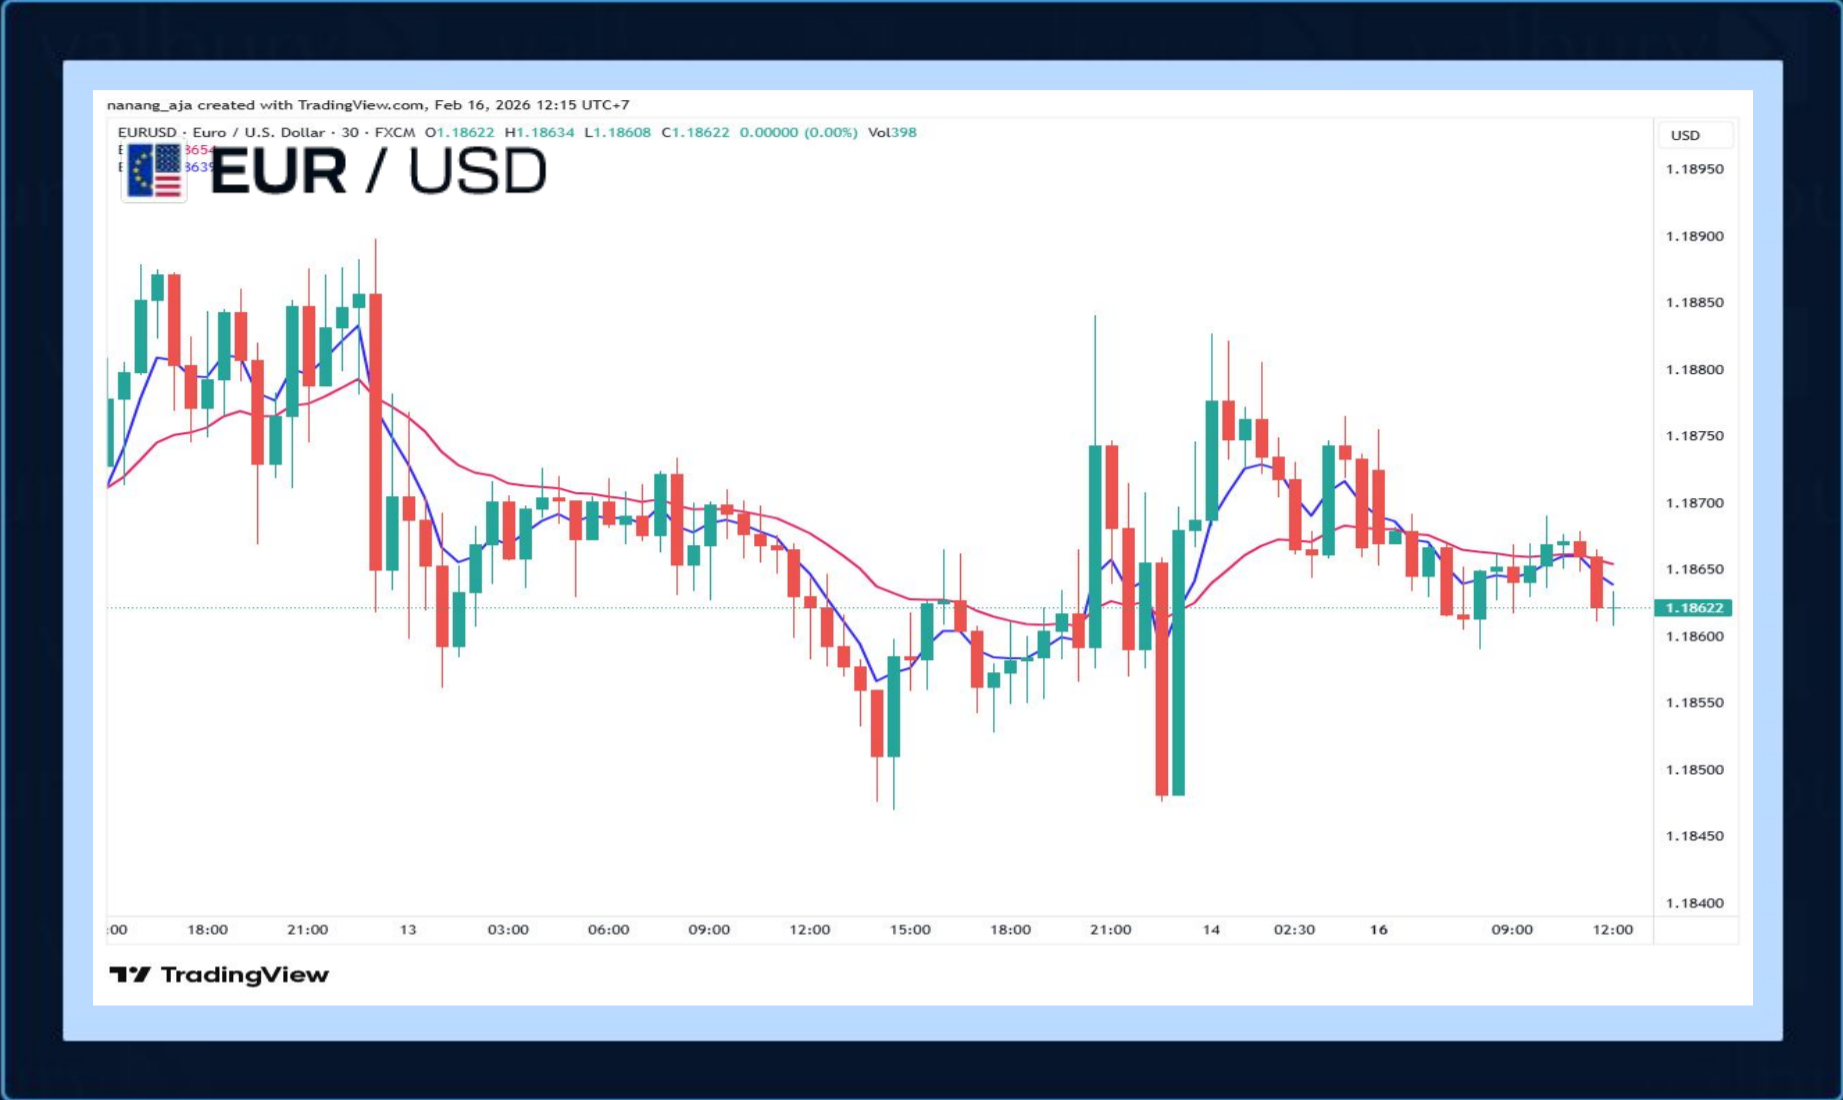 nanang_aja created with TradingView.com, Feb 16, 2026 12:15 UTC+7
EURUSD · Euro / U.S. Dollar · 30 · FXCM O1.18622 H1.18634 L1.18608 C1.18622 0.00000 (0.00%) Vol398
USD
EUR / USD
1.18950
1.18900
1.18850
1.18800
1.18750
1.18700
1.18650
1.18622
1.18600
1.18550
1.18500
1.18450
1.18400
:00 18:00 21:00 13 03:00 06:00 09:00 12:00 15:00 18:00 21:00 14 02:30 16 09:00 12:00
TradingView